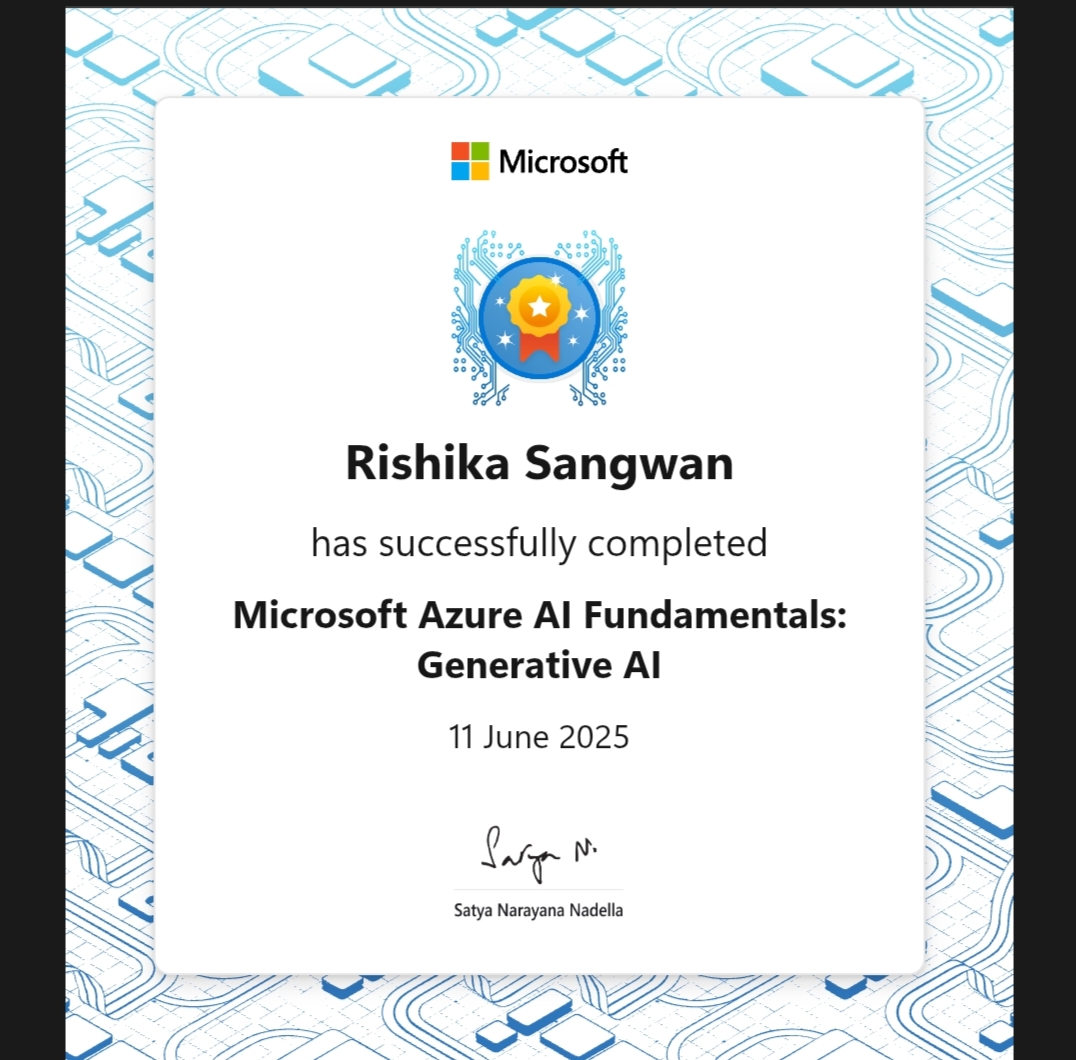 Microsoft
Rishika Sangwan
has successfully completed
Microsoft Azure AI Fundamentals:
Generative AI
11 June 2025
Satya N.
Satya Narayana Nadella